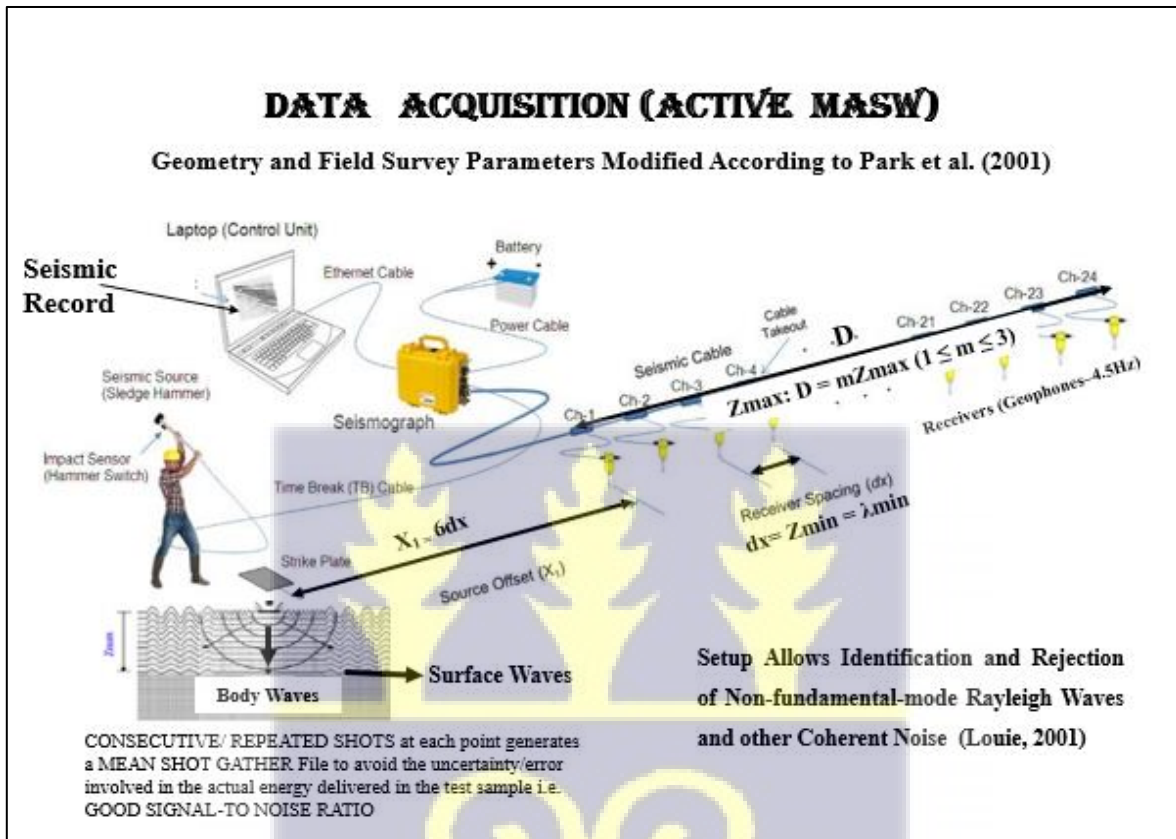 DATA ACQUISITION (ACTIVE MASW)
Geometry and Field Survey Parameters Modified According to Park et al. (2001)
Laptop (Control Unit)
Battery
+ -
Seismic
Record
Ethernet Cable
Power Cable
Seismic Source
(Sledge Hammer)
Impact Sensor
(Hammer Switch)
Seismograph
Time Break (TB) Cable
Strike Plate
Seismic Cable
Cable
Takeout
Ch-1
Ch-2
Ch-3
Ch-4
Ch-21
Ch-22
Ch-23
Ch-24
D
Zmax: D = mZmax (1 ≤ m ≤ 3)
Receivers (Geophones–4.5Hz)
Receiver Spacing (dx)
dx= Zmin = λmin
X₁ = 6dx
Source Offset (X₁)
Surface Waves
Body Waves
Setup Allows Identification and Rejection
of Non-fundamental-mode Rayleigh Waves
and other Coherent Noise (Louie, 2001)
CONSECUTIVE/ REPEATED SHOTS at each point generates
a MEAN SHOT GATHER File to avoid the uncertainty/error
involved in the actual energy delivered in the test sample i.e.
GOOD SIGNAL-TO NOISE RATIO